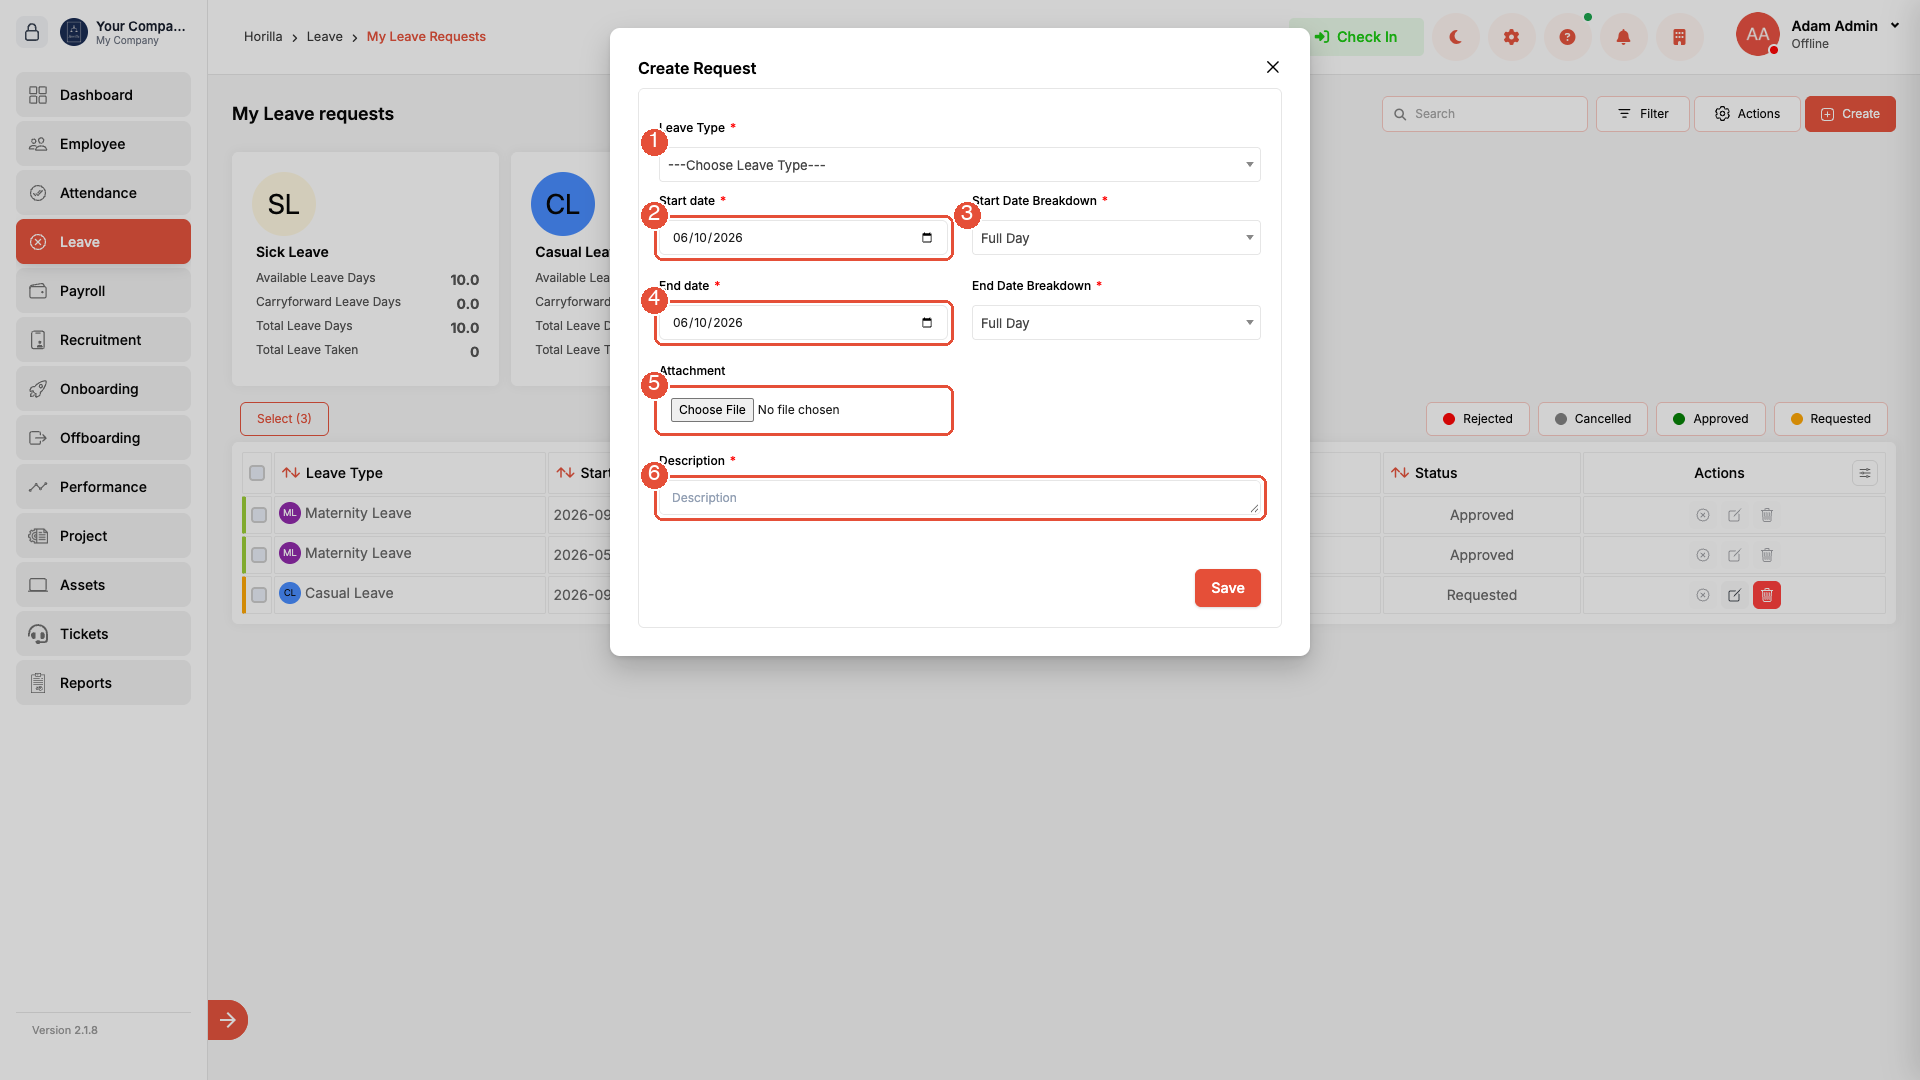 Your Compa...
My Company
Dashboard
Employee
Attendance
Leave
Payroll
Recruitment
Onboarding
Offboarding
Performance
Project
Assets
Tickets
Reports
Version 2.1.8
Horilla > Leave > My Leave Requests
Check In
AA
Adam Admin
Offline
My Leave requests
Search
Filter
Actions
Create
SL
Sick Leave
Available Leave Days 10.0
Carryforward Leave Days 0.0
Total Leave Days 10.0
Total Leave Taken 0
CL
Casual Lea
Available Lea
Carryforward
Total Leave D
Total Leave T
Select (3)
Rejected
Cancelled
Approved
Requested
Leave Type Start Status Actions
ML Maternity Leave 2026-09 Approved
ML Maternity Leave 2026-05 Approved
CL Casual Leave 2026-09 Requested
Create Request
1
Leave Type *
---Choose Leave Type---
2
Start date *
06/10/2026
3
Start Date Breakdown *
Full Day
4
End date *
06/10/2026
End Date Breakdown *
Full Day
5
Attachment
Choose File No file chosen
6
Description *
Description
Save